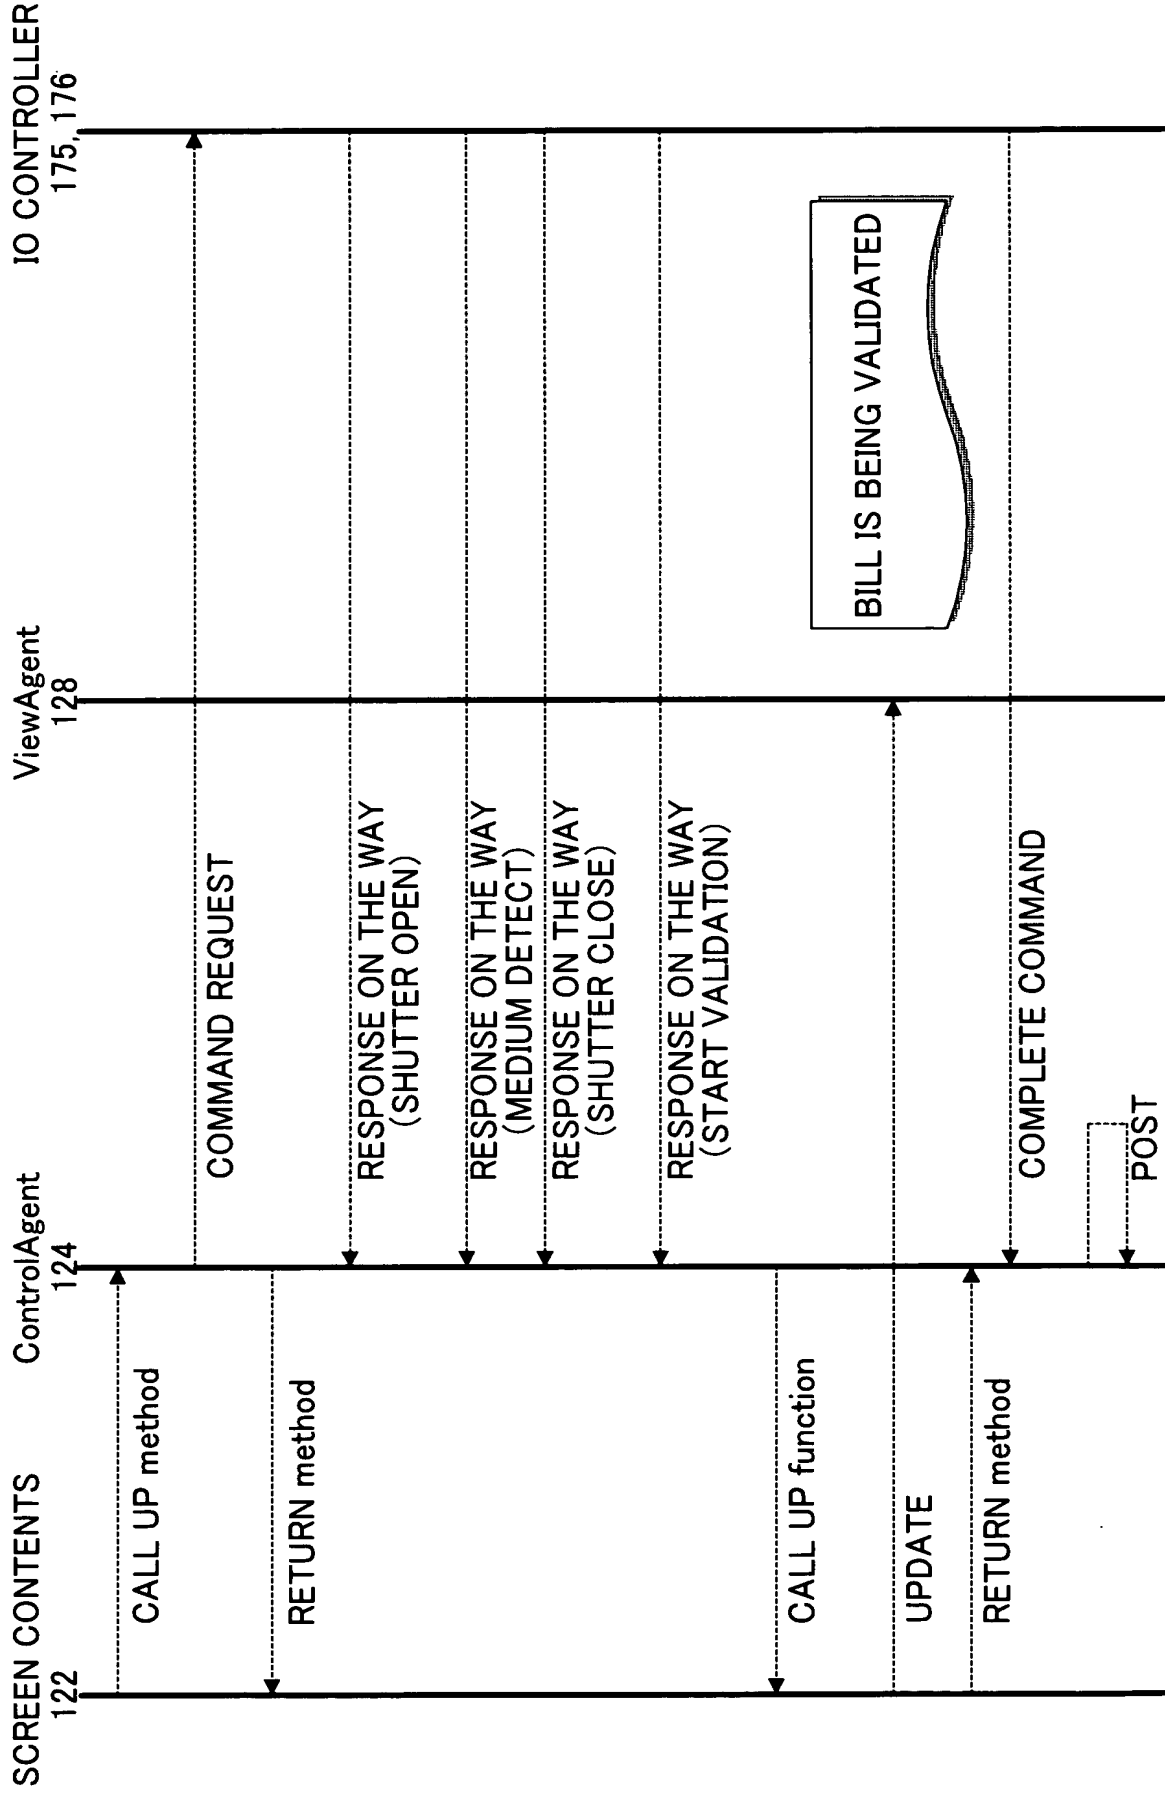 SCREEN CONTENTS
122
ControlAgent
124
ViewAgent
128
IO CONTROLLER
175, 176
CALL UP method
COMMAND REQUEST
RETURN method
RESPONSE ON THE WAY
(SHUTTER OPEN)
RESPONSE ON THE WAY
(MEDIUM DETECT)
RESPONSE ON THE WAY
(SHUTTER CLOSE)
RESPONSE ON THE WAY
(START VALIDATION)
CALL UP function
BILL IS BEING VALIDATED
UPDATE
RETURN method
COMPLETE COMMAND
POST